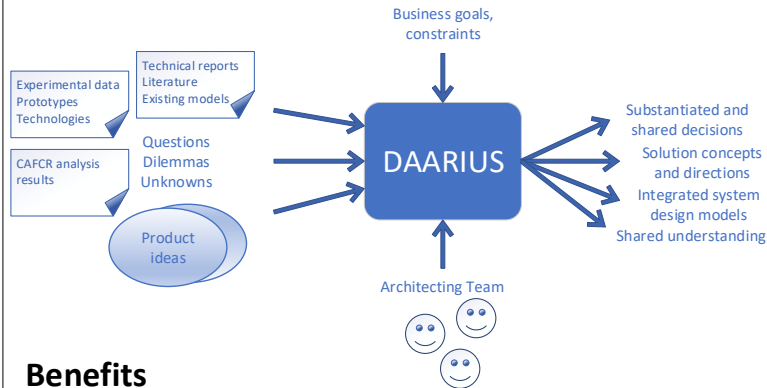 Business goals,
constraints
Technical reports
Literature
Existing models
Experimental data
Prototypes
Technologies
Questions
Dilemmas
Unknowns
CAFCR analysis
results
Product
ideas
DAARIUS
Substantiated and
shared decisions
Solution concepts
and directions
Integrated system
design models
Shared understanding
Architecting Team
Benefits